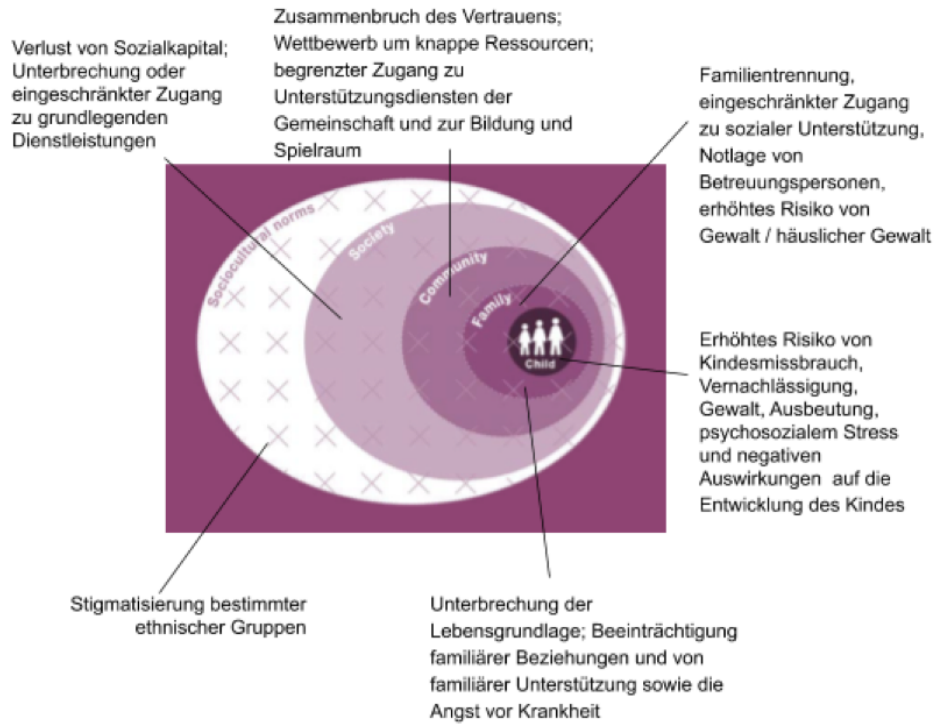 Zusammenbruch des Vertrauens;
Wettbewerb um knappe Ressourcen;
begrenzter Zugang zu
Unterstützungsdiensten der
Gemeinschaft und zur Bildung und
Spielraum
Verlust von Sozialkapital;
Unterbrechung oder
eingeschränkter Zugang
zu grundlegenden
Dienstleistungen
Familientrennung,
eingeschränkter Zugang
zu sozialer Unterstützung,
Notlage von
Betreuungspersonen,
erhöhtes Risiko von
Gewalt / häuslicher Gewalt
Sociocultural norms
Society
Community
Family
Child
Erhöhtes Risiko von
Kindesmissbrauch,
Vernachlässigung,
Gewalt, Ausbeutung,
psychosozialem Stress
und negativen
Auswirkungen auf die
Entwicklung des Kindes
Stigmatisierung bestimmter
ethnischer Gruppen
Unterbrechung der
Lebensgrundlage; Beeinträchtigung
familiärer Beziehungen und von
familiärer Unterstützung sowie die
Angst vor Krankheit